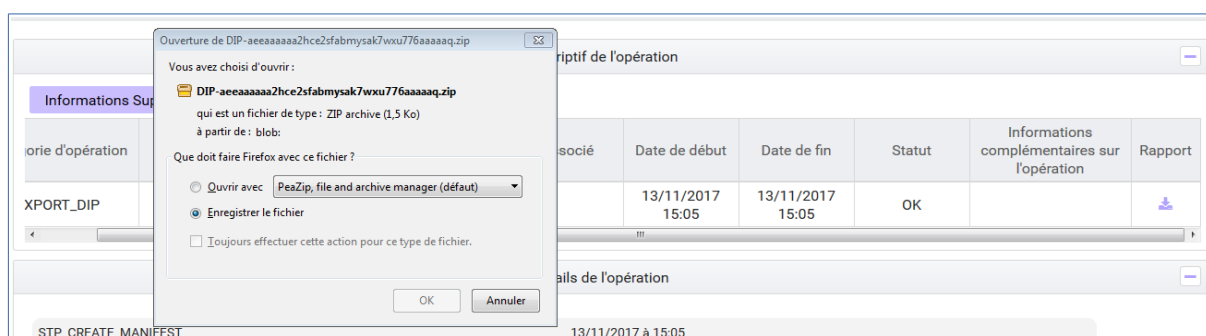 Ouverture de DIP-aeeaaaaaa2hce2sfabmysak7wxu776aaaaaq.zip
riptif de l'opération
Vous avez choisi d'ouvrir :
DIP-aeeaaaaaa2hce2sfabmysak7wxu776aaaaaq.zip
qui est un fichier de type : ZIP archive (1,5 Ko)
à partir de : blob:
Que doit faire Firefox avec ce fichier ?
Ouvrir avec PeaZip, file and archive manager (défaut)
Enregistrer le fichier
Toujours effectuer cette action pour ce type de fichier.
OK Annuler
Informations Sup
orie d'opération
socié
Date de début
Date de fin
Statut
Informations
complémentaires sur
l'opération
Rapport
XPORT_DIP
13/11/2017
15:05
13/11/2017
15:05
OK
ails de l'opération
STP_CREATE_MANIFEST
13/11/2017 à 15:05